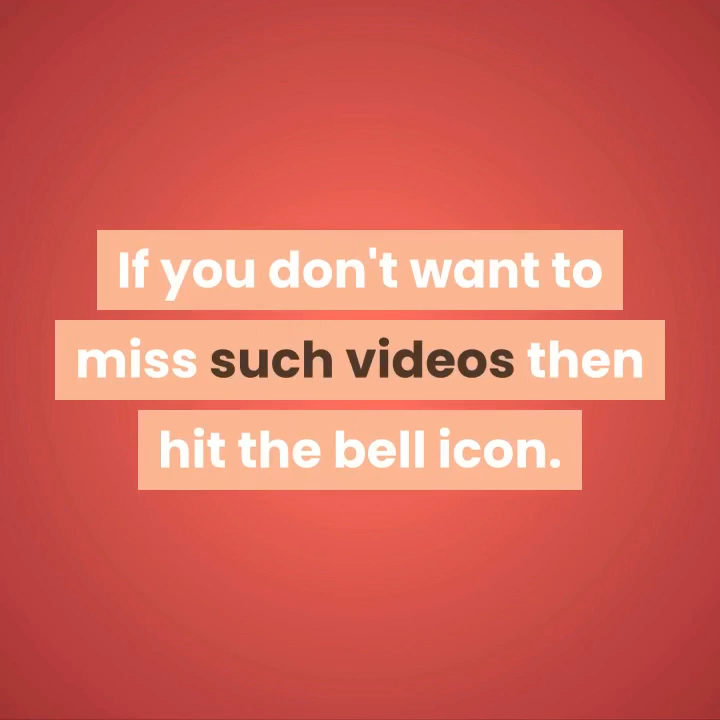 If you don't want to
miss such videos then
hit the bell icon.